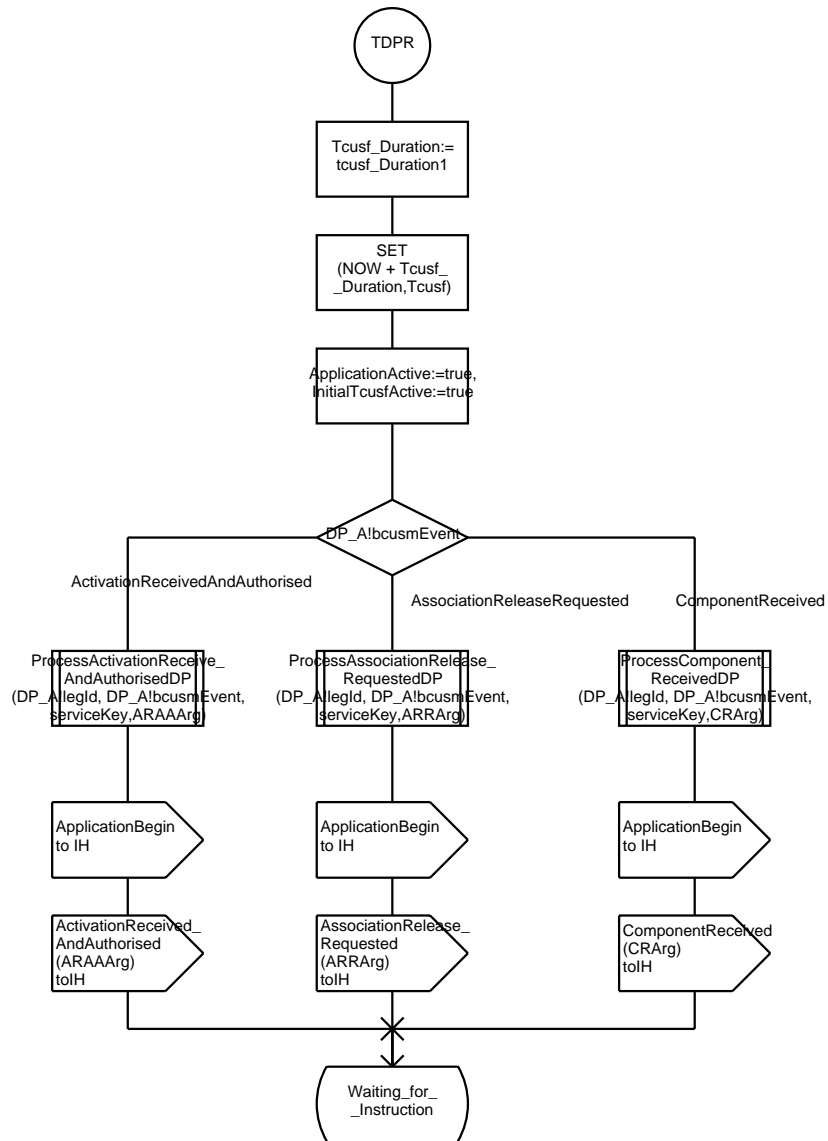 TDPR
Tcusf_Duration:=
tcusf_Duration1
SET
(NOW + Tcusf_
_Duration,Tcusf)
ApplicationActive:=true,
InitialTcusfActive:=true
DP_A!bcusmEvent
ActivationReceivedAndAuthorised
AssociationReleaseRequested
ComponentReceived
ProcessActivationReceive_
AndAuthorisedDP
(DP_A!legId, DP_A!bcusmEvent,
serviceKey,ARAAArg)
ProcessAssociationRelease_
RequestedDP
(DP_A!legId, DP_A!bcusmEvent,
serviceKey,ARRArg)
ProcessComponent_
ReceivedDP
(DP_A!legId, DP_A!bcusmEvent,
serviceKey,CRArg)
ApplicationBegin
to IH
ApplicationBegin
to IH
ApplicationBegin
to IH
ActivationReceived_
AndAuthorised
(ARAAArg)
toIH
AssociationRelease_
Requested
(ARRArg)
toIH
ComponentReceived
(CRArg)
toIH
Waiting_for_
_Instruction